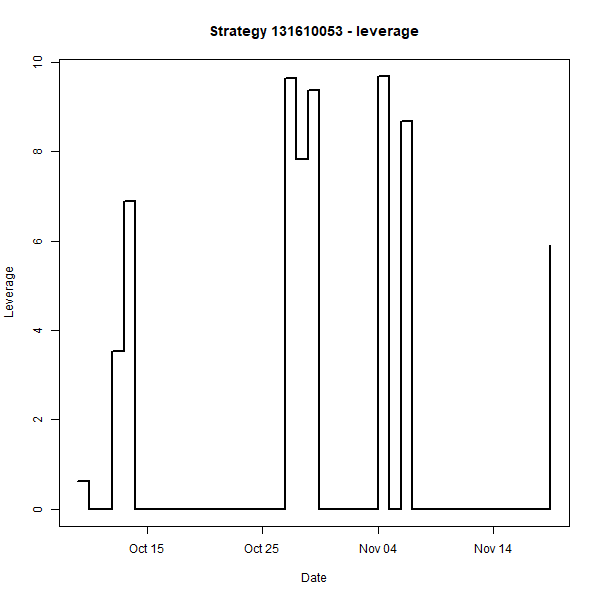 Strategy 131610053 - leverage
10
8
6
4
2
0
Leverage
Oct 15
Oct 25
Nov 04
Nov 14
Date